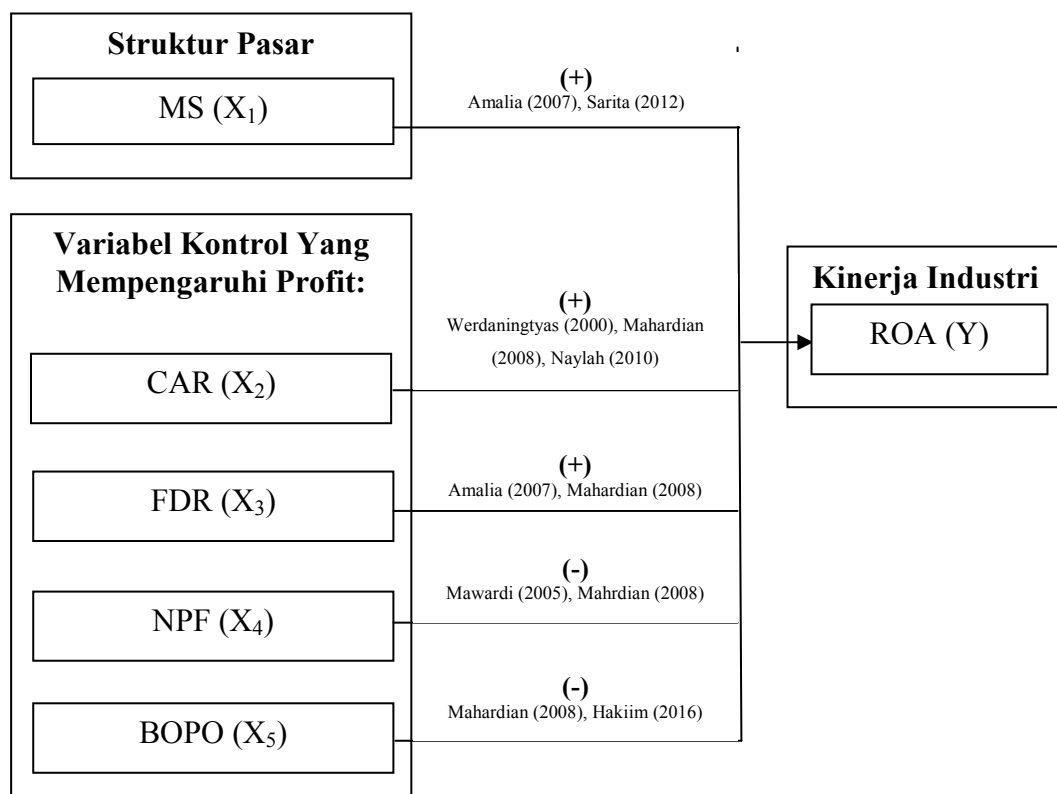 Struktur Pasar
MS (X₁)
(+)
Amalia (2007), Sarita (2012)
Variabel Kontrol Yang
Mempengaruhi Profit:
CAR (X₂)
(+)
Werdaningtyas (2000), Mahardian
(2008), Naylah (2010)
FDR (X₃)
(+)
Amalia (2007), Mahardian (2008)
NPF (X₄)
(-)
Mawardi (2005), Mahrdian (2008)
BOPO (X₅)
(-)
Mahardian (2008), Hakiim (2016)
Kinerja Industri
ROA (Y)